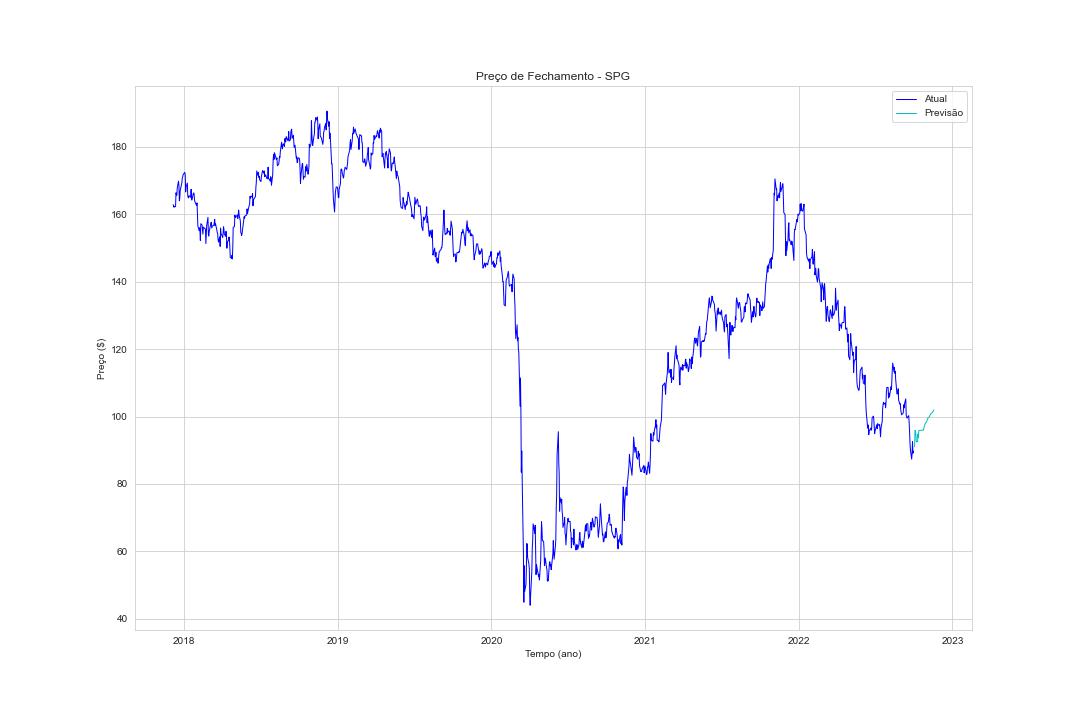 Preço de Fechamento - SPG
Atual
Previsão
180
160
140
120
100
80
60
40
Preço ($)
2018 2019 2020 2021 2022 2023
Tempo (ano)